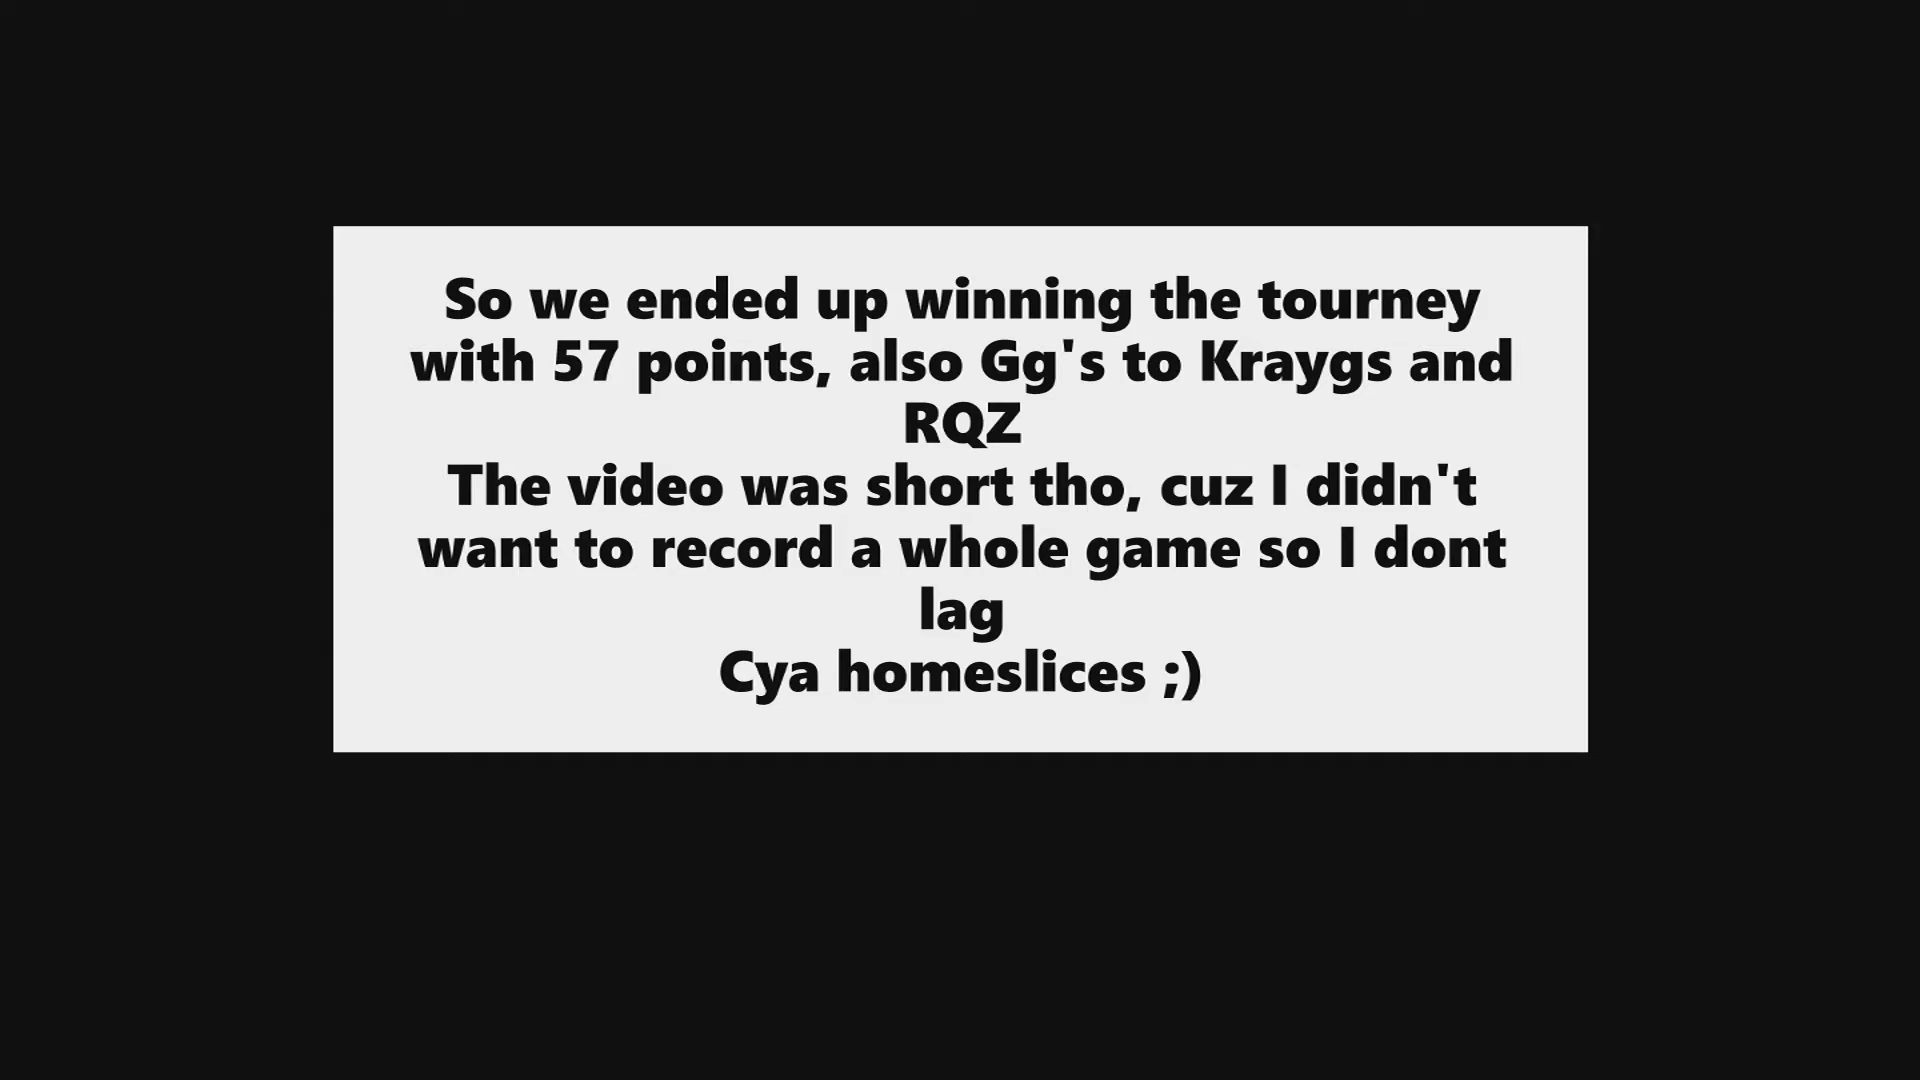 So we ended up winning the tourney
with 57 points, also Gg's to Kraygs and
RQZ
The video was short tho, cuz I didn't
want to record a whole game so I dont
lag
Cya homeslices ;)